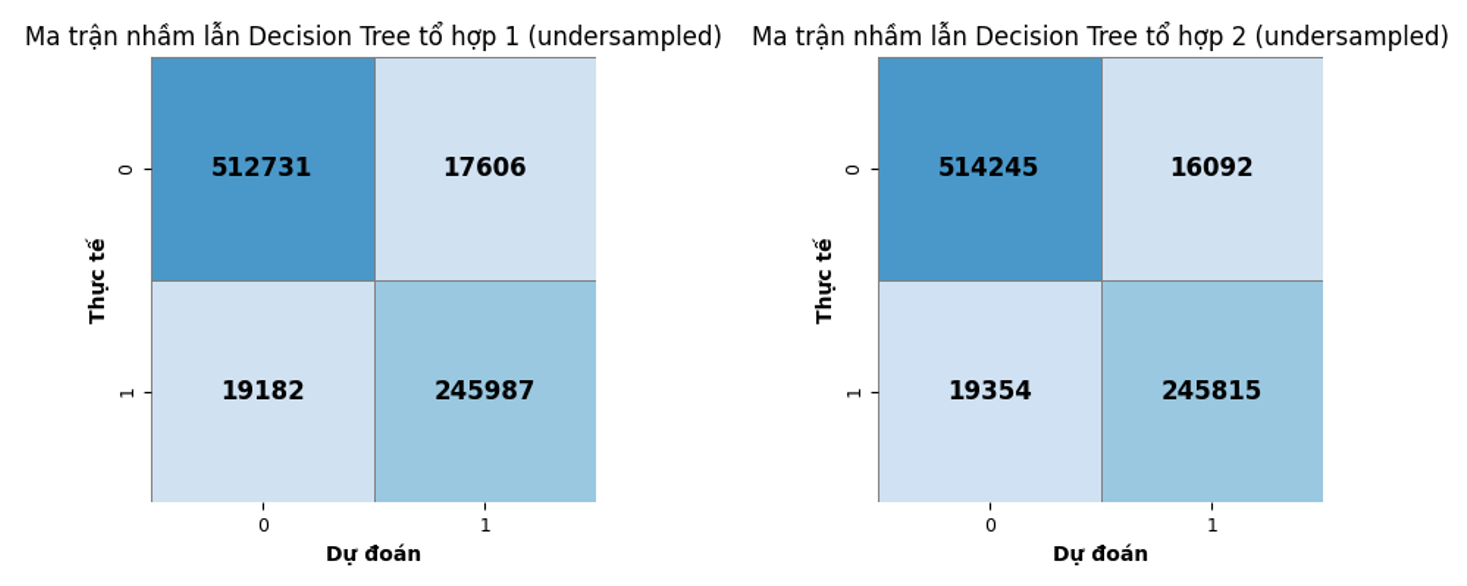 Ma trận nhầm lẫn Decision Tree tổ hợp 1 (undersampled)
0
512731
17606
Thực tế
1
19182
245987
0
1
Dự đoán
Ma trận nhầm lẫn Decision Tree tổ hợp 2 (undersampled)
0
514245
16092
Thực tế
1
19354
245815
0
1
Dự đoán